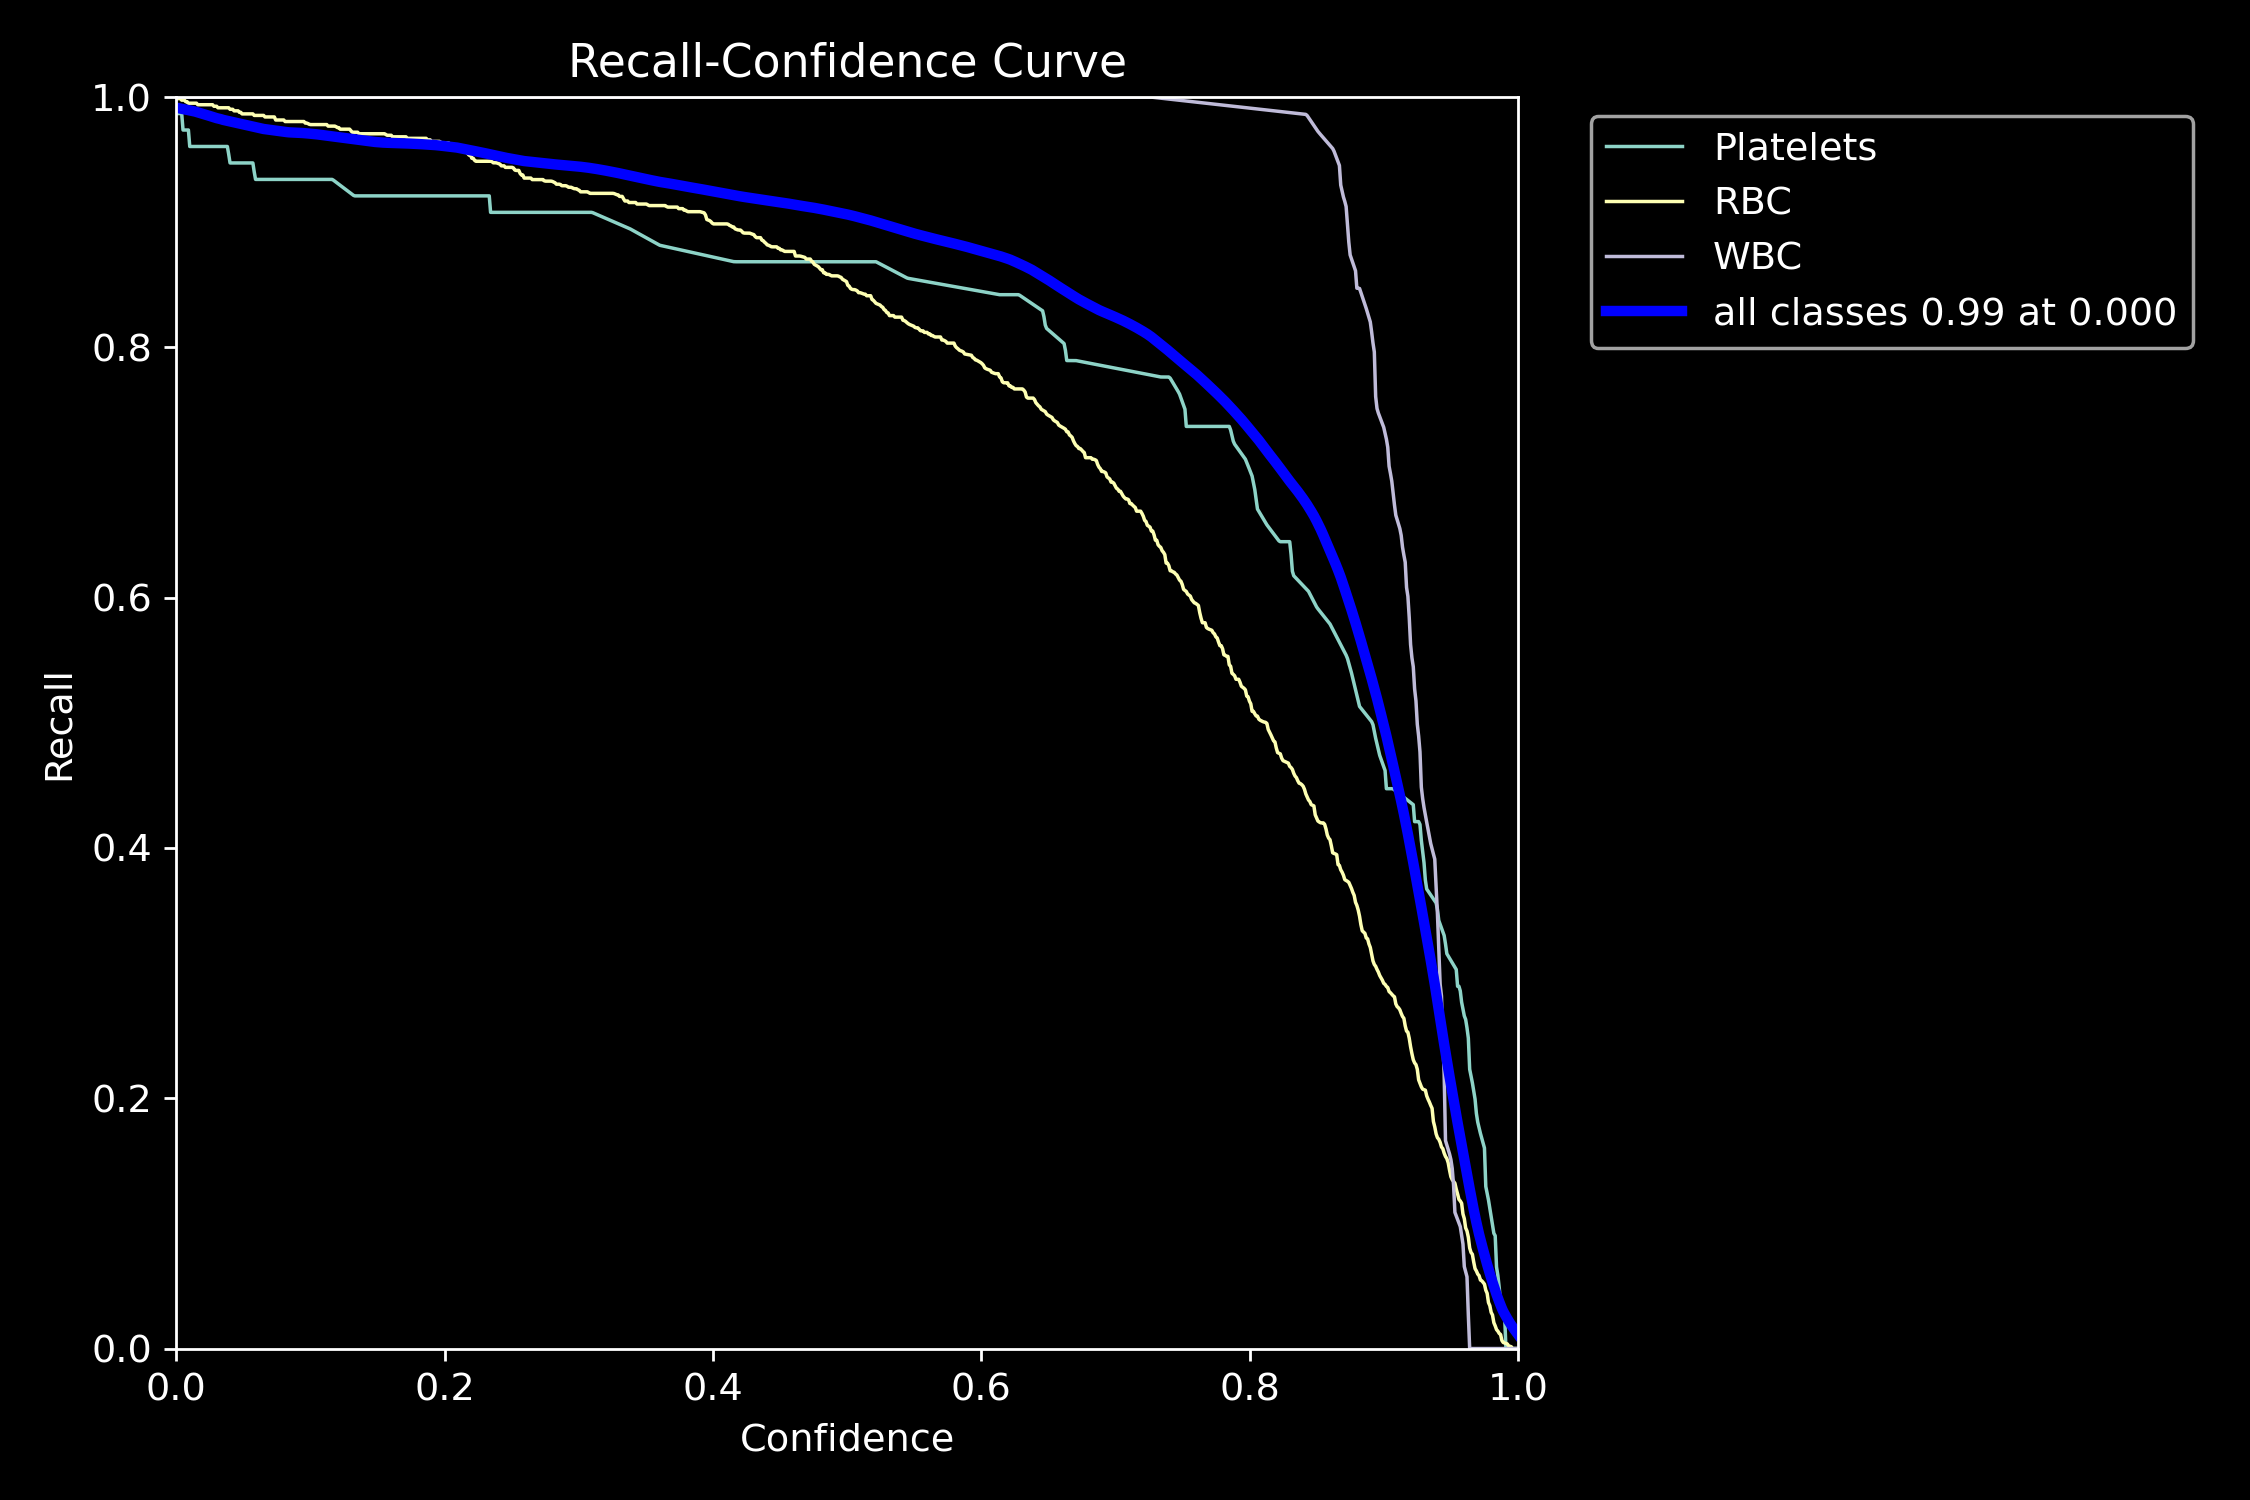 Recall-Confidence Curve
1.0
0.8
0.6
0.4
0.2
0.0
Recall
0.0 0.2 0.4 0.6 0.8 1.0
Confidence
Platelets
RBC
WBC
all classes 0.99 at 0.000